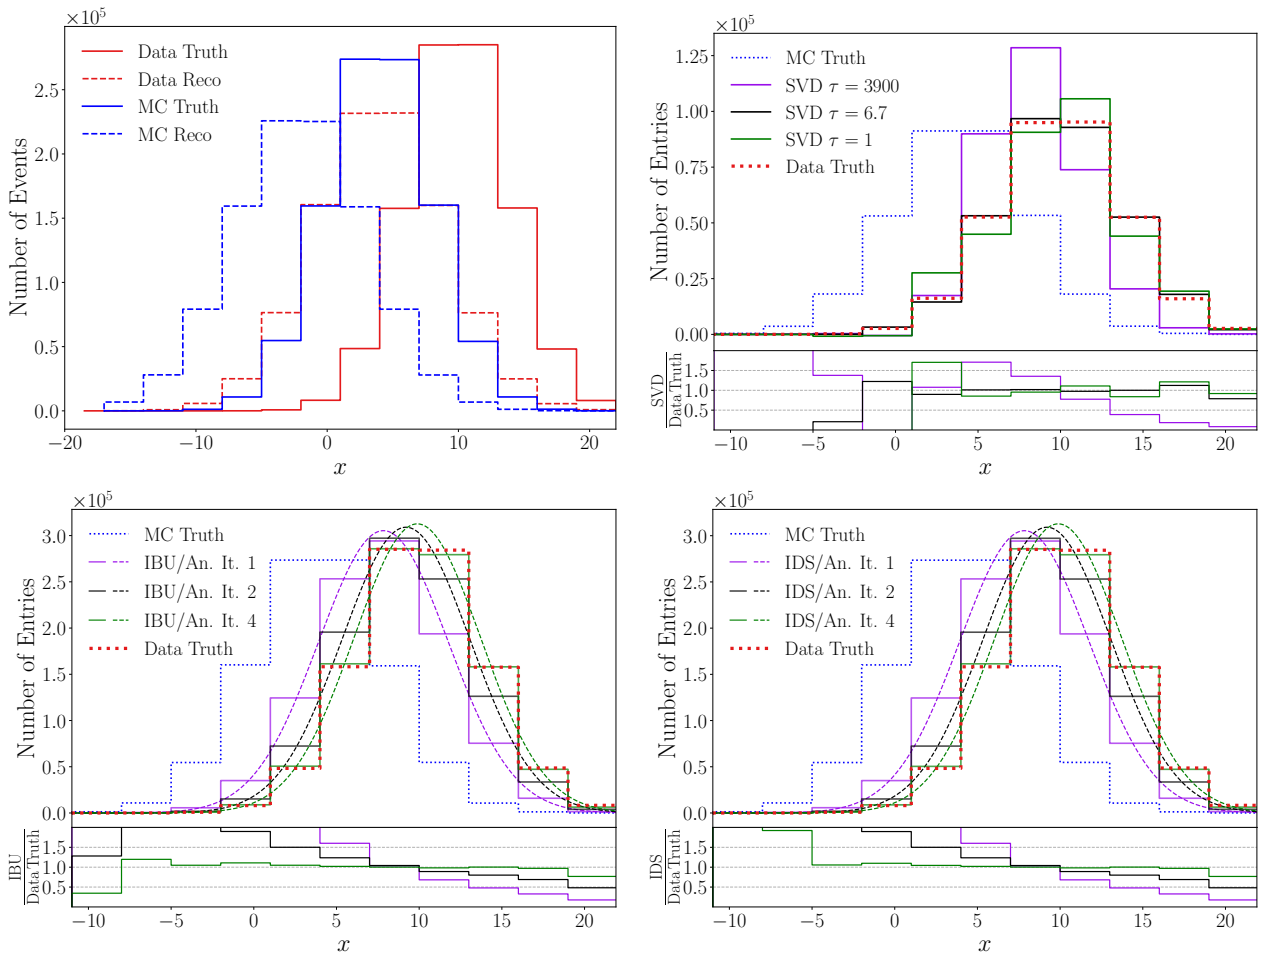 ×10⁵
Data Truth
Data Reco
MC Truth
MC Reco
Number of Events
2.5
2.0
1.5
1.0
0.5
0.0
−20 −10 0 10 20
x
×10⁵
MC Truth
SVD τ = 3900
SVD τ = 6.7
SVD τ = 1
Data Truth
Number of Entries
1.25
1.00
0.75
0.50
0.25
0.00
SVD
Data Truth
1.5
1.0
0.5
−10 −5 0 5 10 15 20
x
×10⁵
MC Truth
IBU/An. It. 1
IBU/An. It. 2
IBU/An. It. 4
Data Truth
Number of Entries
3.0
2.5
2.0
1.5
1.0
0.5
0.0
IBU
Data Truth
1.5
1.0
0.5
−10 −5 0 5 10 15 20
x
×10⁵
MC Truth
IDS/An. It. 1
IDS/An. It. 2
IDS/An. It. 4
Data Truth
Number of Entries
3.0
2.5
2.0
1.5
1.0
0.5
0.0
IDS
Data Truth
1.5
1.0
0.5
−10 −5 0 5 10 15 20
x